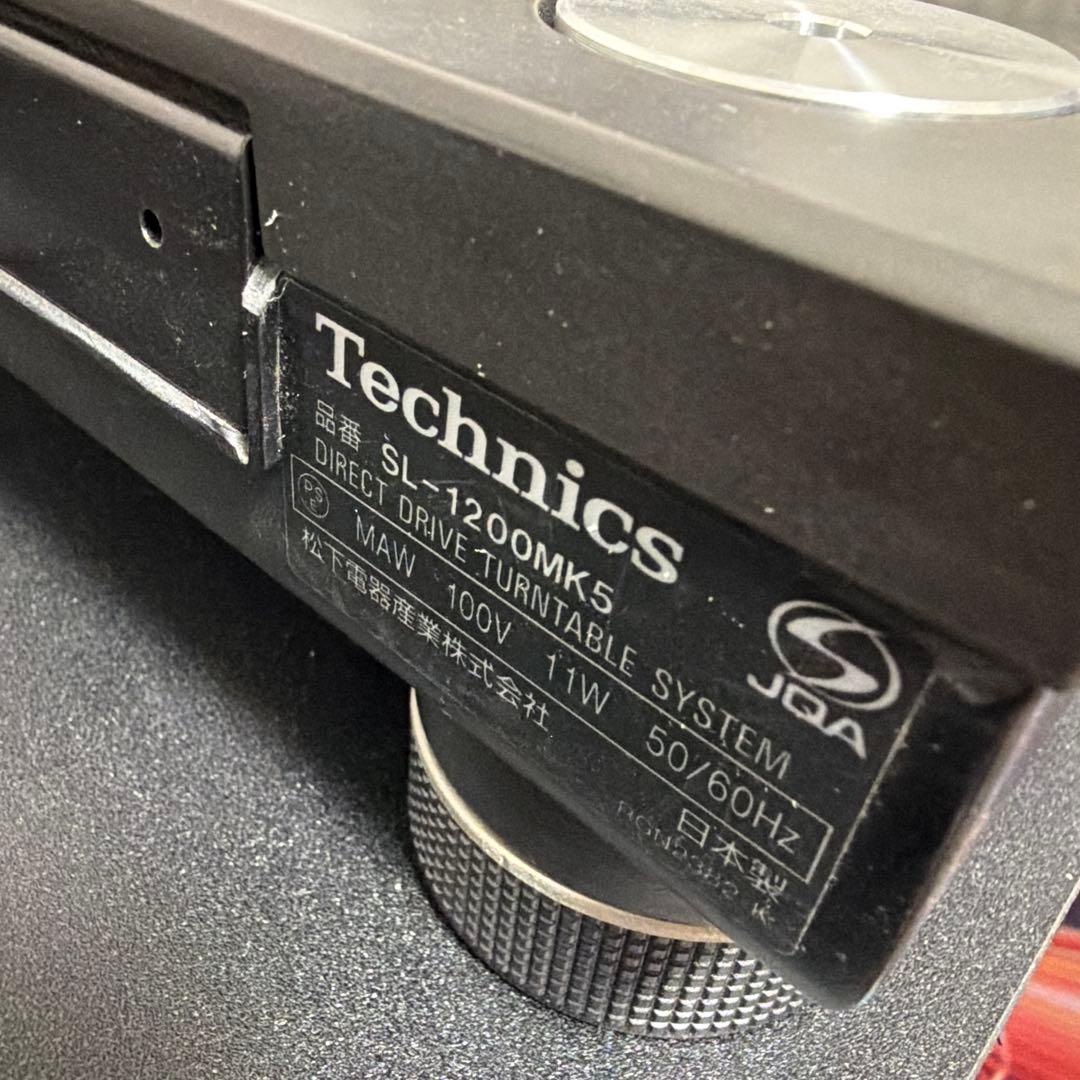 Technics
品番 SL-1200MK5
DIRECT DRIVE TURNTABLE SYSTEM
PS E MAW 100V 11W 50/60Hz
松下電器産業株式会社 日本製
JQA